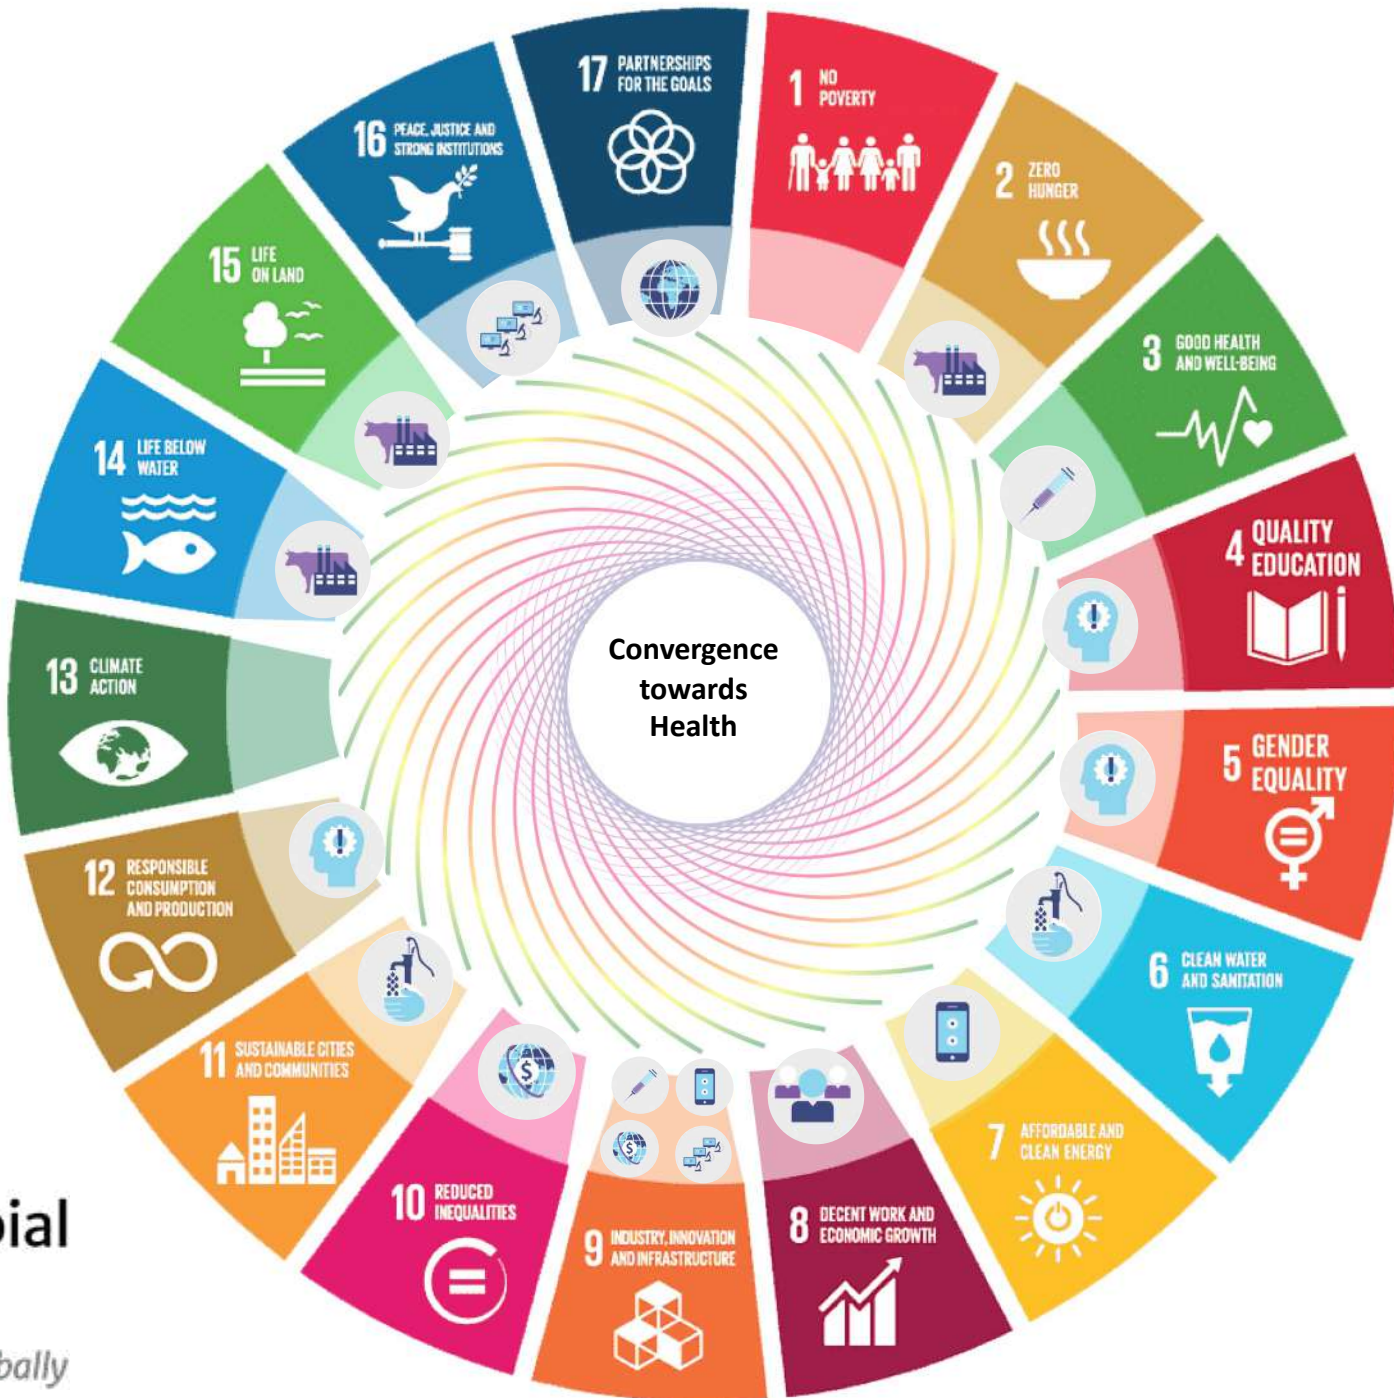 17 PARTNERSHIPS
FOR THE GOALS
1 NO
POVERTY
2 ZERO
HUNGER
3 GOOD HEALTH
AND WELL-BEING
4 QUALITY
EDUCATION
5 GENDER
EQUALITY
6 CLEAN WATER
AND SANITATION
7 AFFORDABLE AND
CLEAN ENERGY
8 DECENT WORK AND
ECONOMIC GROWTH
9 INDUSTRY, INNOVATION
AND INFRASTRUCTURE
10 REDUCED
INEQUALITIES
11 SUSTAINABLE CITIES
AND COMMUNITIES
12 RESPONSIBLE
CONSUMPTION
AND PRODUCTION
13 CLIMATE
ACTION
14 LIFE BELOW
WATER
15 LIFE
ON LAND
16 PEACE, JUSTICE AND
STRONG INSTITUTIONS
Convergence
towards
Health
$
$
ial
bally